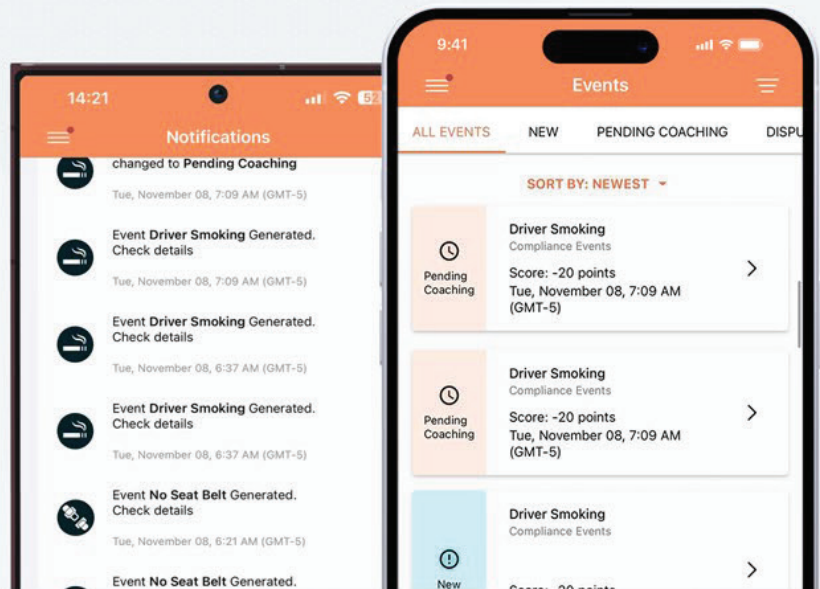 14:21
Notifications
changed to Pending Coaching
Tue, November 08, 7:09 AM (GMT-5)
Event Driver Smoking Generated.
Check details
Tue, November 08, 7:09 AM (GMT-5)
Event Driver Smoking Generated.
Check details
Tue, November 08, 6:37 AM (GMT-5)
Event Driver Smoking Generated.
Check details
Tue, November 08, 6:37 AM (GMT-5)
Event No Seat Belt Generated.
Check details
Tue, November 08, 6:21 AM (GMT-5)
Event No Seat Belt Generated.
9:41
Events
ALL EVENTS NEW PENDING COACHING
SORT BY: NEWEST
Pending
Coaching
Driver Smoking
Compliance Events
Score: -20 points
Tue, November 08, 7:09 AM
(GMT-5)
Pending
Coaching
Driver Smoking
Compliance Events
Score: -20 points
Tue, November 08, 7:09 AM
(GMT-5)
New
Driver Smoking
Compliance Events